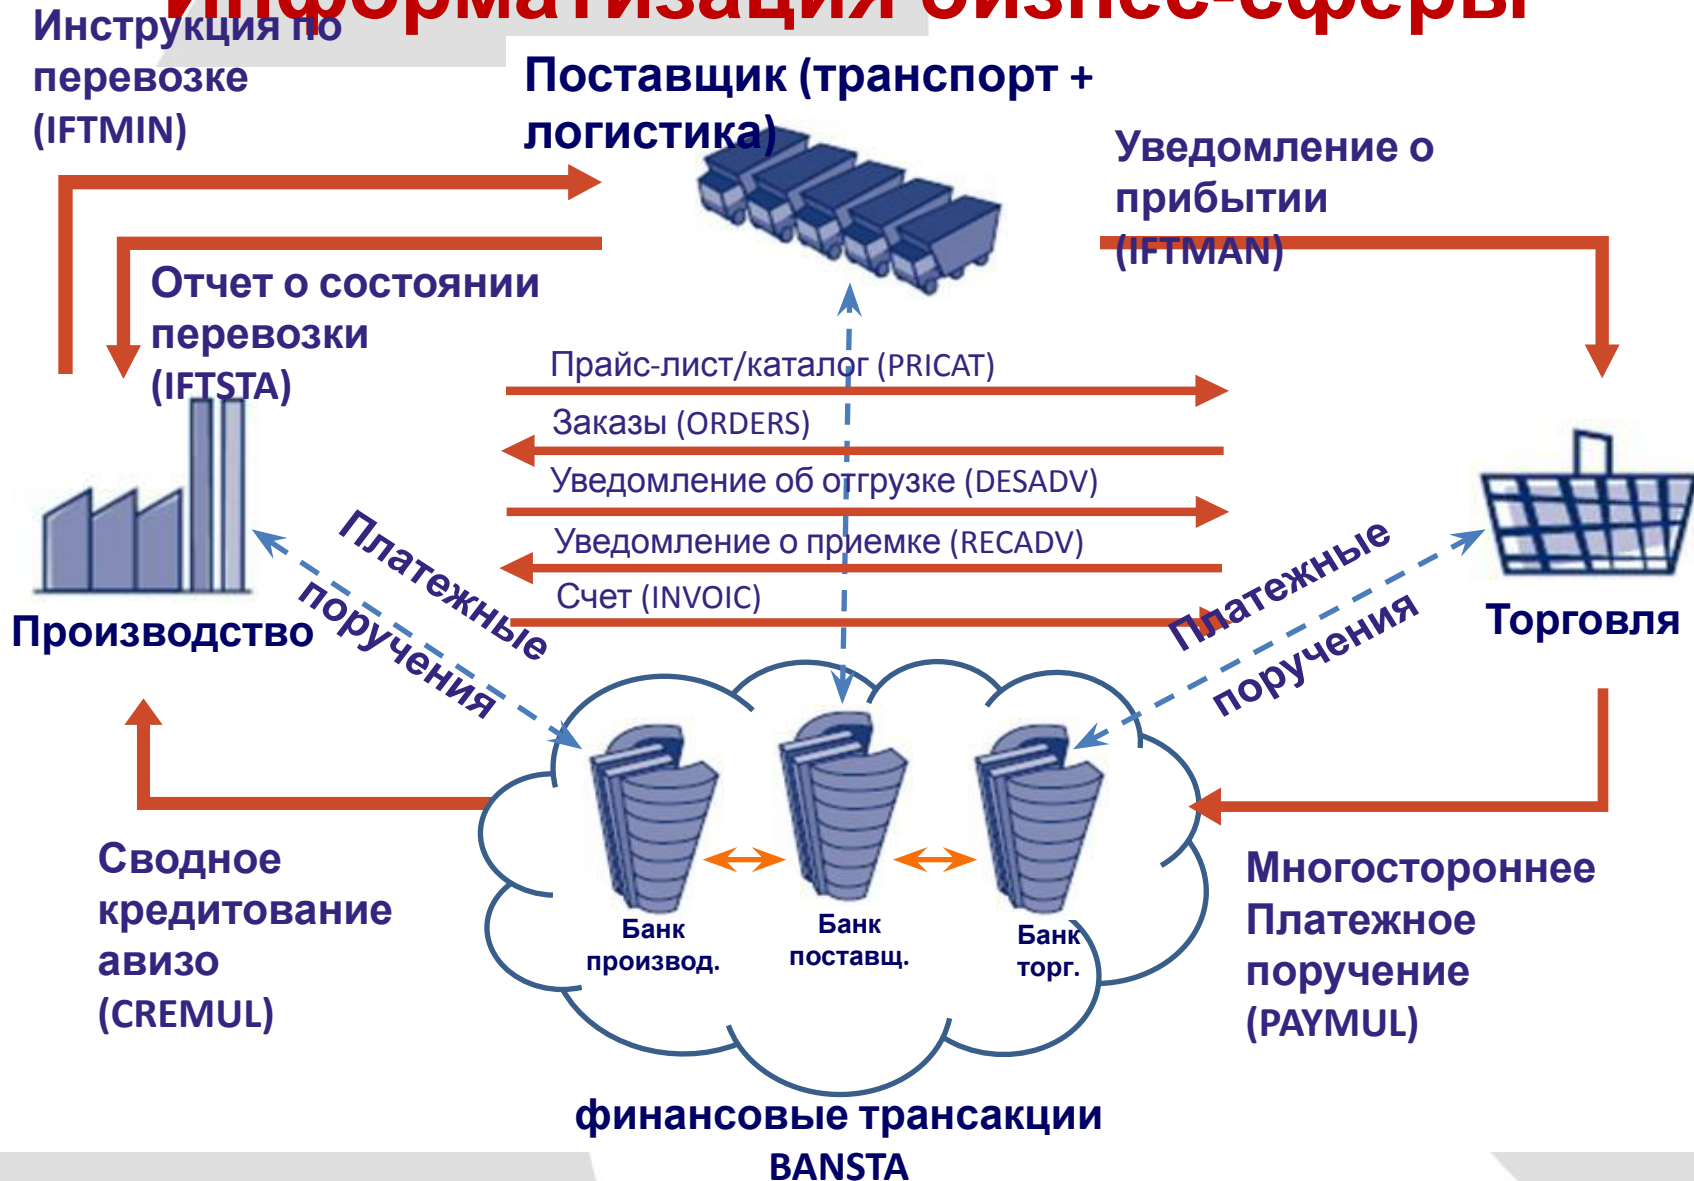 Информатизация бизнес-сферы
Инструкция по
перевозке
(IFTMIN)
Поставщик (транспорт +
логистика)
Уведомление о
прибытии
(IFTMAN)
Отчет о состоянии
перевозки
(IFTSTA)
Прайс-лист/каталог (PRICAT)
Заказы (ORDERS)
Уведомление об отгрузке (DESADV)
Уведомление о приемке (RECADV)
Счет (INVOIC)
Производство
Платежные
поручения
Платежные
поручения
Торговля
Сводное
кредитование
авизо
(CREMUL)
Банк
производ.
Банк
поставщ.
Банк
торг.
Многостороннее
Платежное
поручение
(PAYMUL)
финансовые трансакции
BANSTA